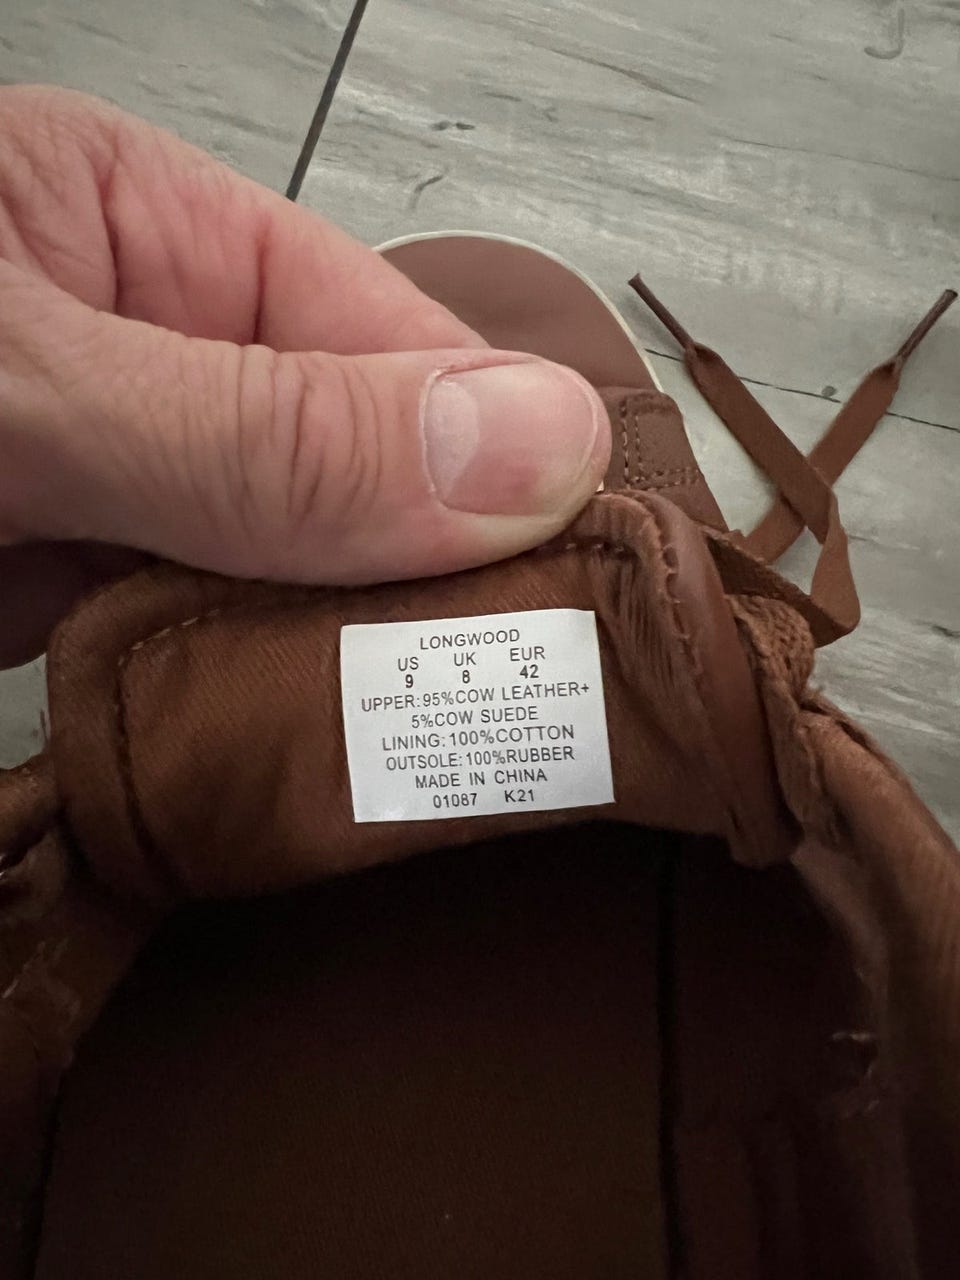 LONGWOOD
US UK EUR
9 8 42
UPPER:95%COW LEATHER+
5%COW SUEDE
LINING:100%COTTON
OUTSOLE:100%RUBBER
MADE IN CHINA
01087 K21